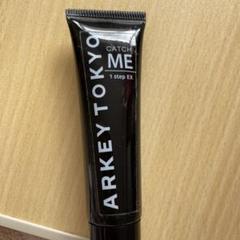 CATCH
ME
1 step EX
ARKEY TOKYO